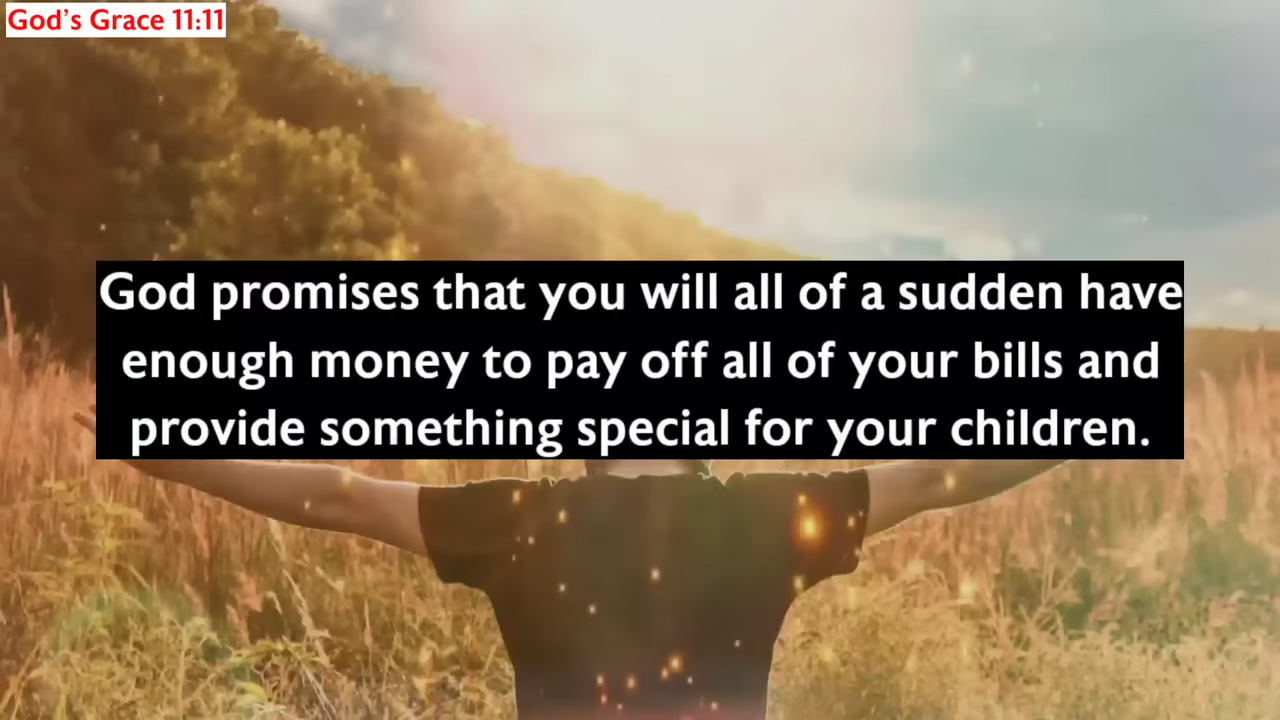 God's Grace 11:11
God promises that you will all of a sudden have
enough money to pay off all of your bills and
provide something special for your children.